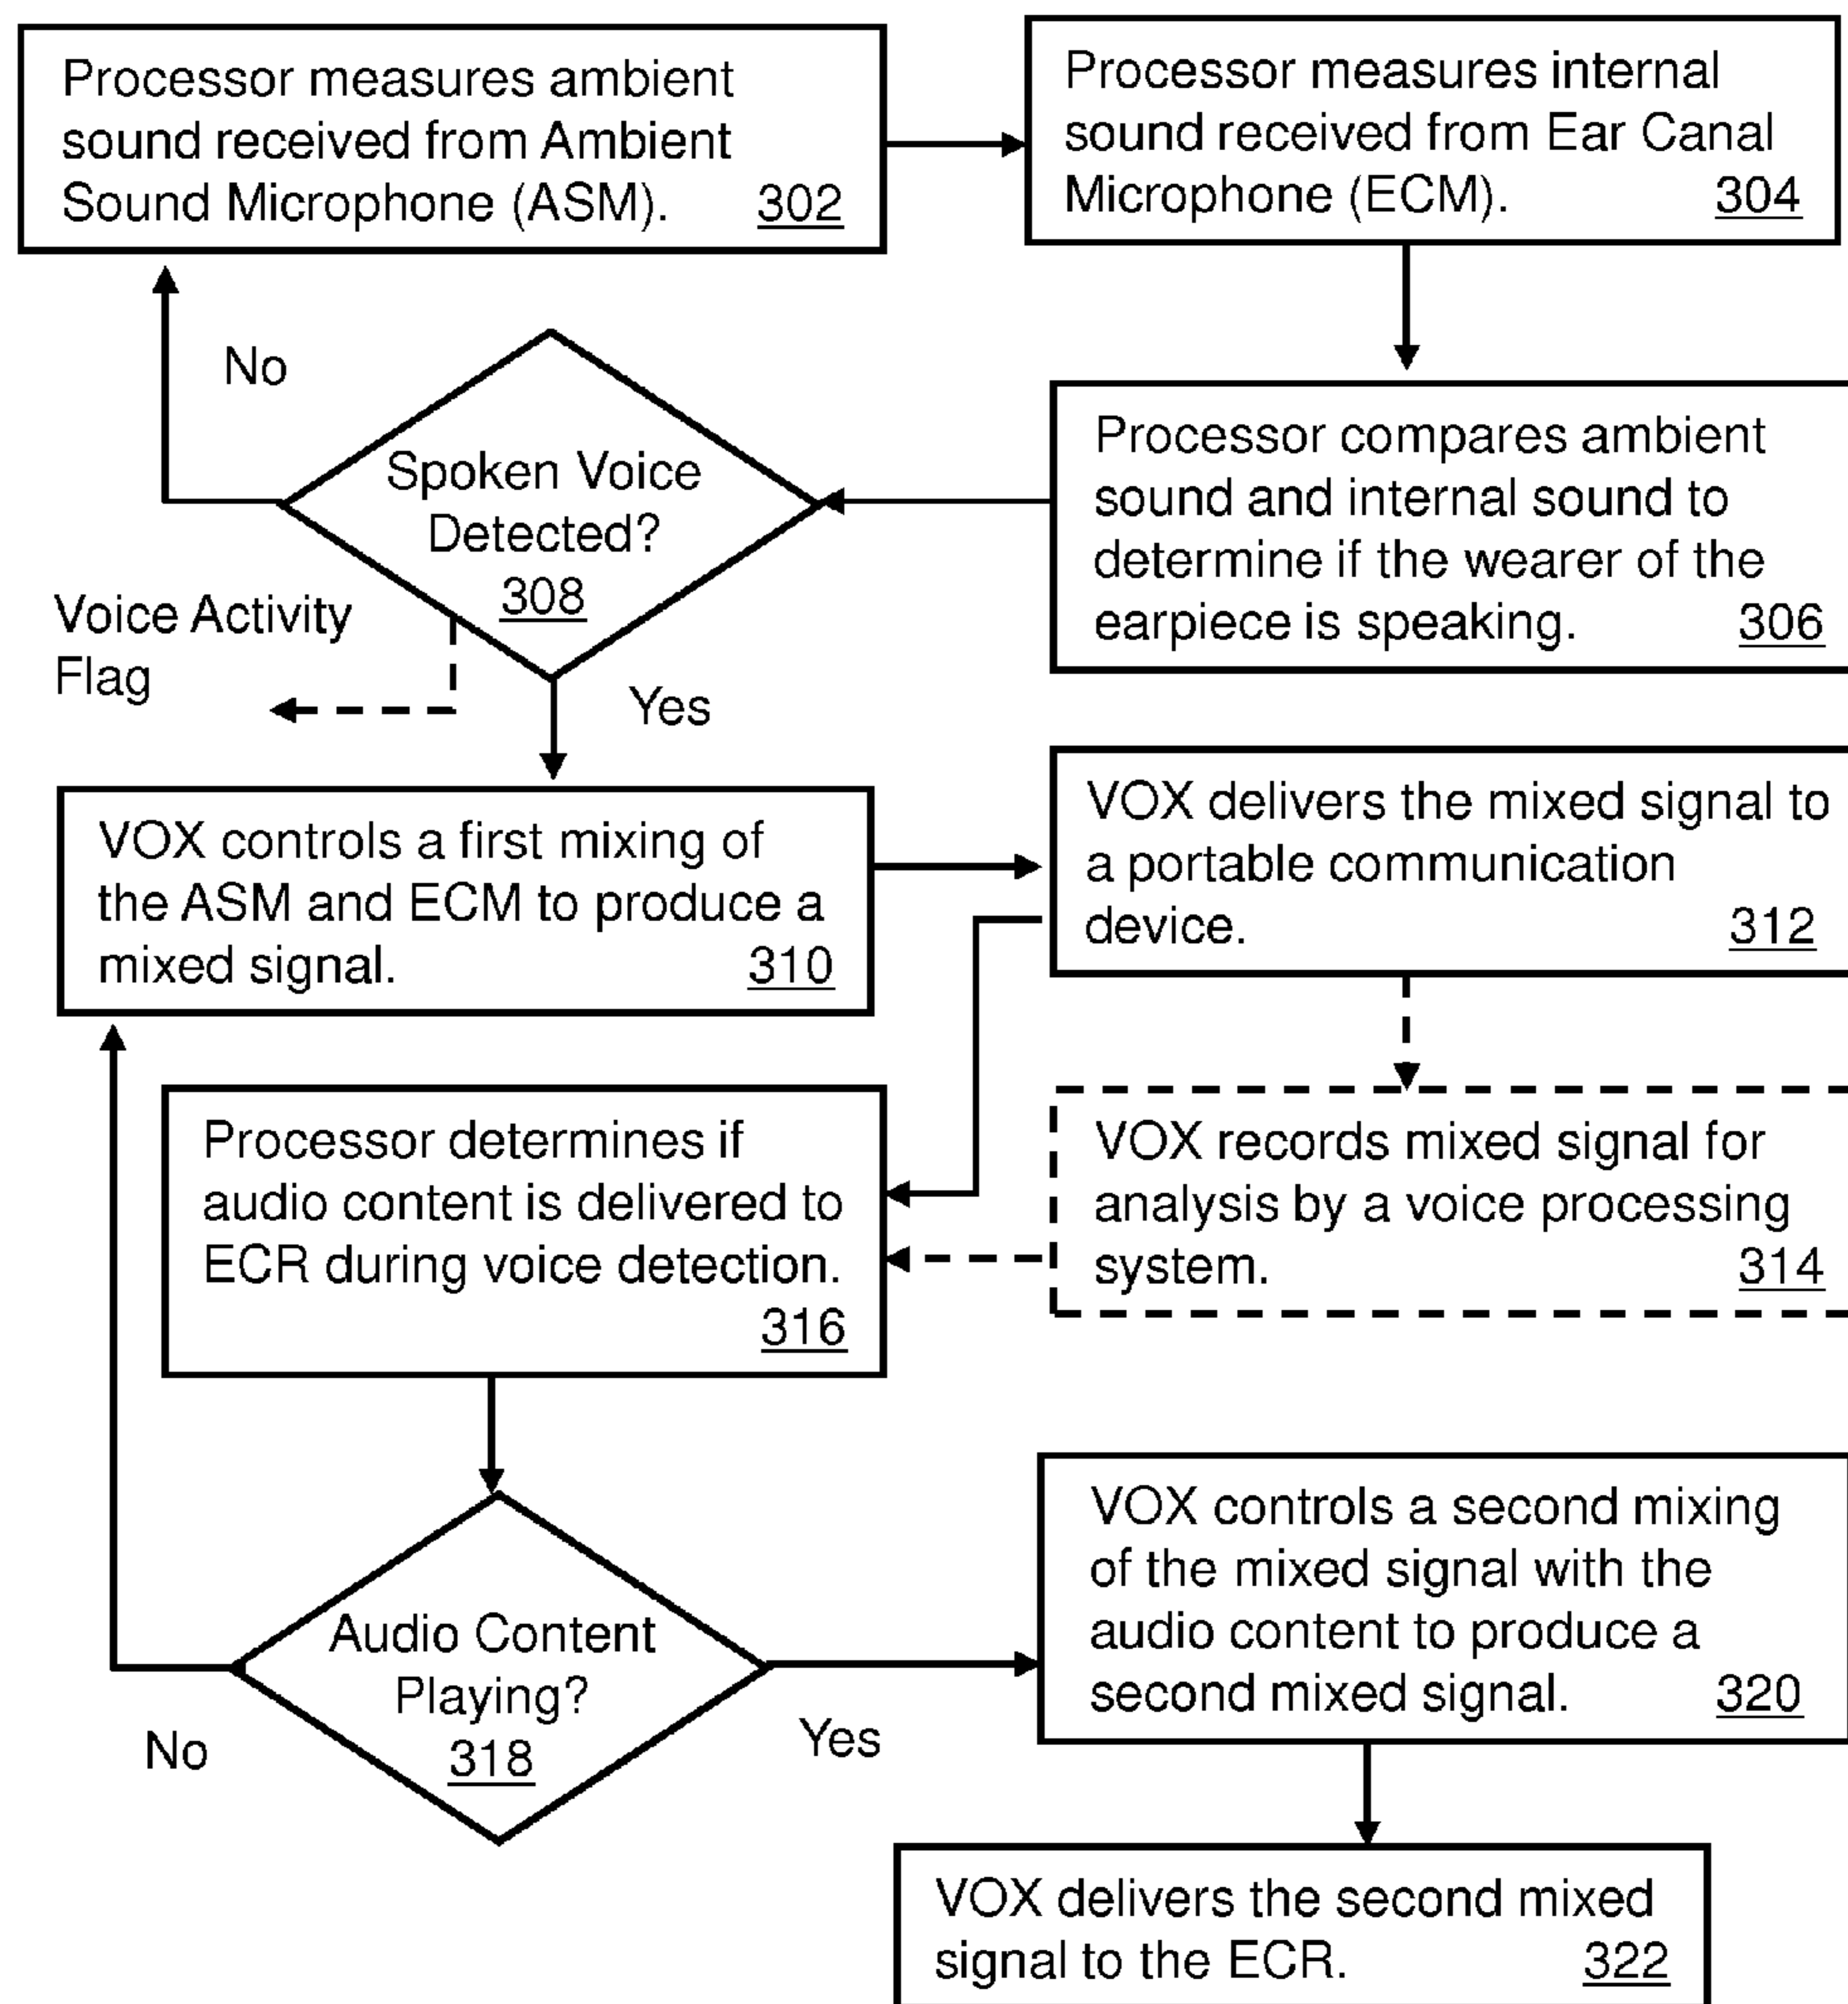 Processor measures ambient
sound received from Ambient
Sound Microphone (ASM). 302
Processor measures internal
sound received from Ear Canal
Microphone (ECM). 304
Processor compares ambient
sound and internal sound to
determine if the wearer of the
earpiece is speaking. 306
No
Spoken Voice
Detected?
308
Voice Activity
Flag
Yes
VOX controls a first mixing of
the ASM and ECM to produce a
mixed signal. 310
VOX delivers the mixed signal to
a portable communication
device. 312
VOX records mixed signal for
analysis by a voice processing
system. 314
Processor determines if
audio content is delivered to
ECR during voice detection.
316
Audio Content
Playing?
318
No
Yes
VOX controls a second mixing
of the mixed signal with the
audio content to produce a
second mixed signal. 320
VOX delivers the second mixed
signal to the ECR. 322